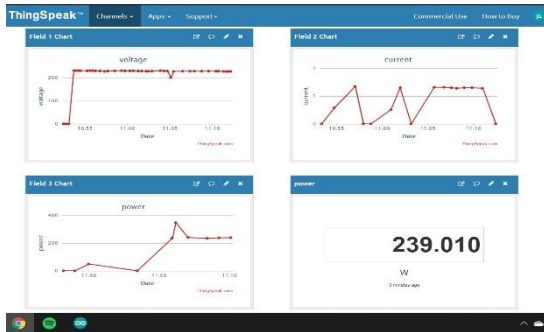 ThingSpeak™ Channels Apps Support Commercial Use How to Buy JL
Field 1 Chart
voltage
voltage
200
100
0
10:55 11:00 11:05 11:10
Date
ThingSpeak.com
Field 2 Chart
current
current
2
1
0
10:55 11:00 11:05 11:10
Date
ThingSpeak.com
Field 3 Chart
power
power
400
200
0
11:00 11:05 11:10
Date
ThingSpeak.com
power
239.010
W
3 minutes ago